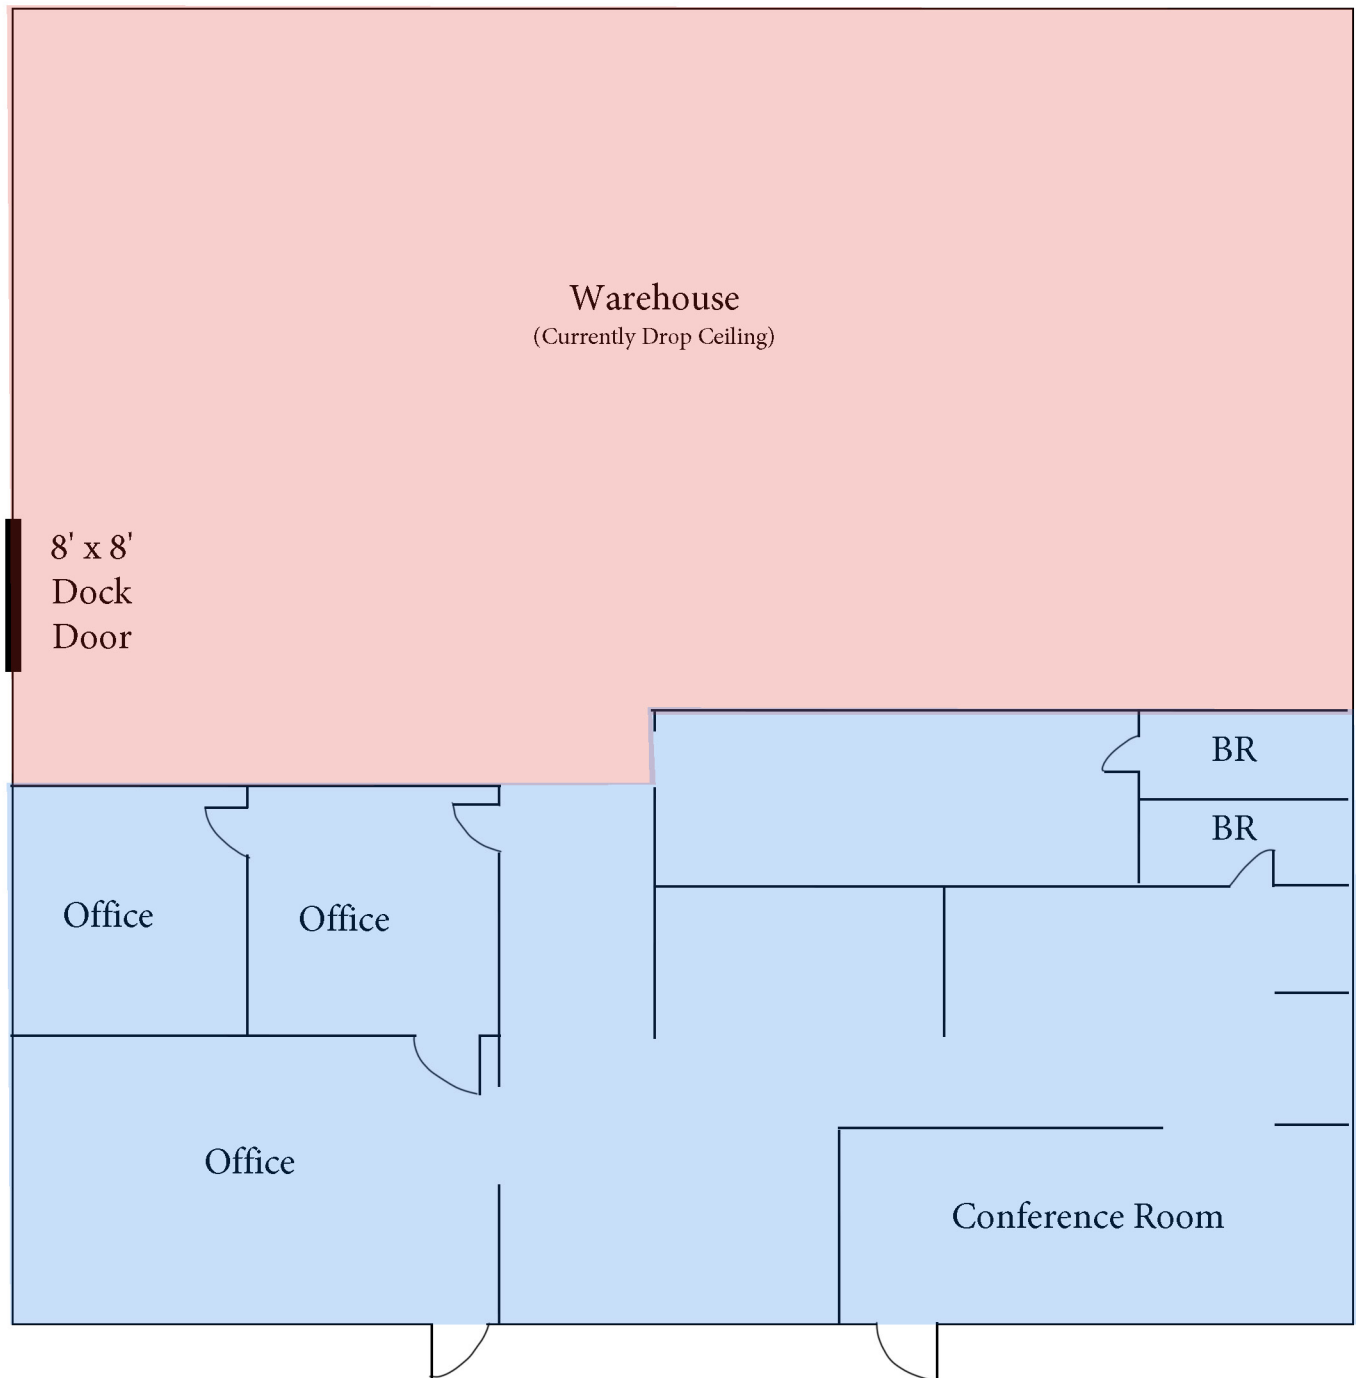 Warehouse
(Currently Drop Ceiling)
8' x 8'
Dock
Door
BR
BR
Office
Office
Office
Conference Room